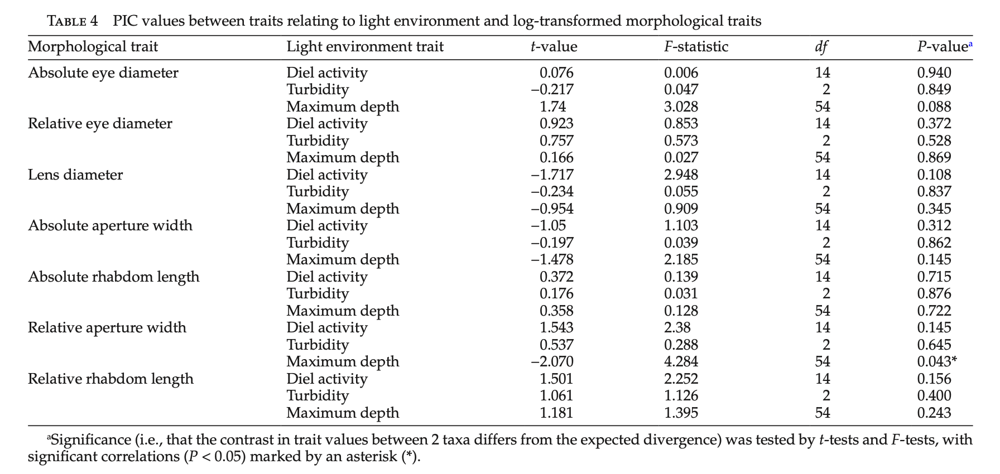 TABLE 4 PIC values between traits relating to light environment and log-transformed morphological traits
Morphological trait Light environment trait t-value F-statistic df P-valueᵃ
Absolute eye diameter Diel activity 0.076 0.006 14 0.940
Turbidity –0.217 0.047 2 0.849
Maximum depth 1.74 3.028 54 0.088
Relative eye diameter Diel activity 0.923 0.853 14 0.372
Turbidity 0.757 0.573 2 0.528
Maximum depth 0.166 0.027 54 0.869
Lens diameter Diel activity –1.717 2.948 14 0.108
Turbidity –0.234 0.055 2 0.837
Maximum depth –0.954 0.909 54 0.345
Absolute aperture width Diel activity –1.05 1.103 14 0.312
Turbidity –0.197 0.039 2 0.862
Maximum depth –1.478 2.185 54 0.145
Absolute rhabdom length Diel activity 0.372 0.139 14 0.715
Turbidity 0.176 0.031 2 0.876
Maximum depth 0.358 0.128 54 0.722
Relative aperture width Diel activity 1.543 2.38 14 0.145
Turbidity 0.537 0.288 2 0.645
Maximum depth –2.070 4.284 54 0.043*
Relative rhabdom length Diel activity 1.501 2.252 14 0.156
Turbidity 1.061 1.126 2 0.400
Maximum depth 1.181 1.395 54 0.243
ᵃSignificance (i.e., that the contrast in trait values between 2 taxa differs from the expected divergence) was tested by t-tests and F-tests, with
significant correlations (P < 0.05) marked by an asterisk (*).